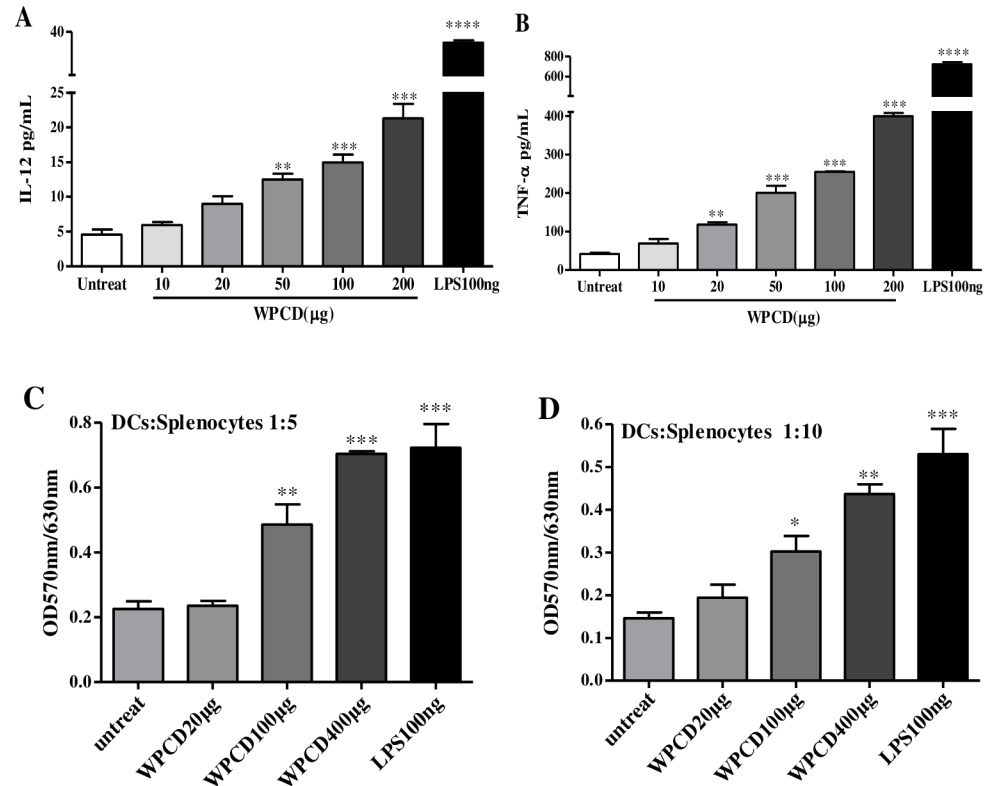 A
IL-12 pg/mL
40
25
20
15
10
5
0
****
***
***
**
Untreat 10 20 50 100 200 LPS100ng
WPCD(μg)
B
TNF-α pg/mL
800
600
400
300
200
100
0
****
***
***
***
**
Untreat 10 20 50 100 200 LPS100ng
WPCD(μg)
C
DCs:Splenocytes 1:5
OD570nm/630nm
0.8
0.6
0.4
0.2
0.0
**
***
***
untreat
WPCD20μg
WPCD100μg
WPCD400μg
LPS100ng
D
DCs:Splenocytes 1:10
OD570nm/630nm
0.6
0.5
0.4
0.3
0.2
0.1
0.0
*
**
***
untreat
WPCD20μg
WPCD100μg
WPCD400μg
LPS100ng